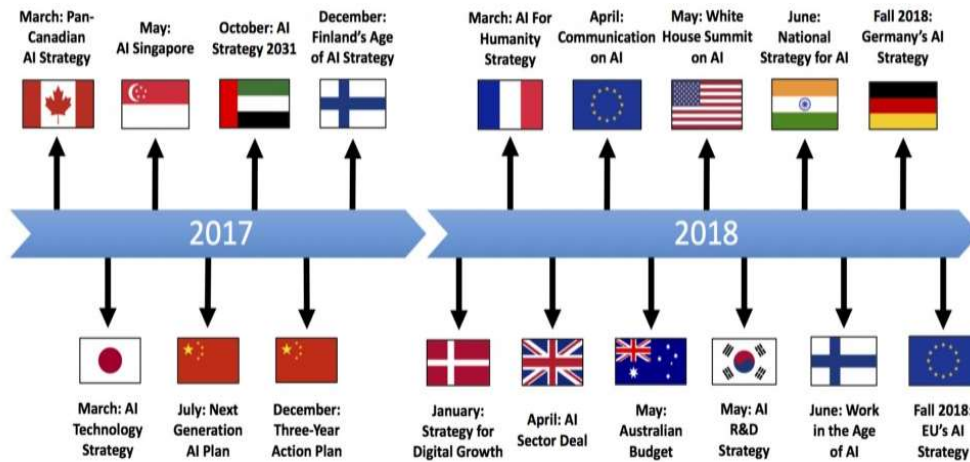 March: Pan-
Canadian
AI Strategy
May:
AI Singapore
October: AI
Strategy 2031
December:
Finland's Age
of AI Strategy
March: AI For
Humanity
Strategy
April:
Communication
on AI
May: White
House Summit
on AI
June:
National
Strategy for AI
Fall 2018:
Germany's AI
Strategy
2017
2018
March: AI
Technology
Strategy
July: Next
Generation
AI Plan
December:
Three-Year
Action Plan
January:
Strategy for
Digital Growth
April: AI
Sector Deal
May:
Australian
Budget
May: AI
R&D
Strategy
June: Work
in the Age
of AI
Fall 2018:
EU's AI
Strategy